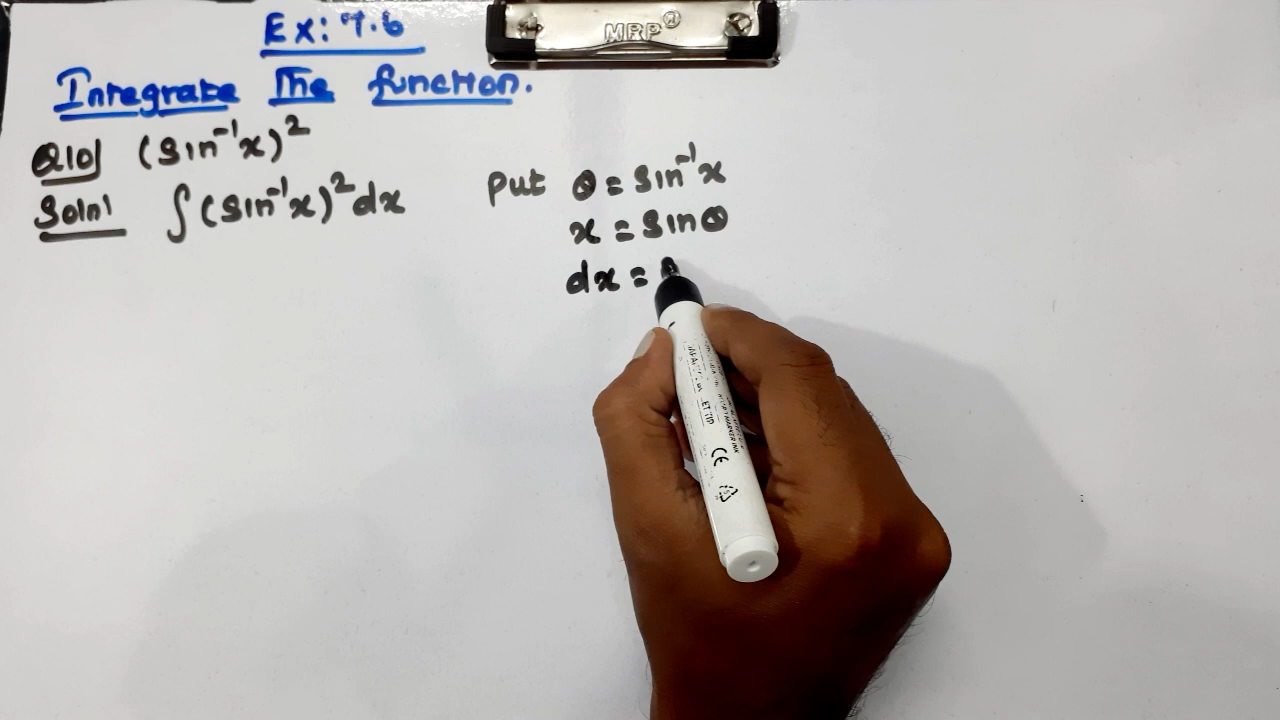 MRP®
Ex: 7.6
Integrate The function.
Q10] (sin⁻¹x)²
Soln! ∫(sin⁻¹x)²dx
Put θ = sin⁻¹x
x = sinθ
dx =
CE